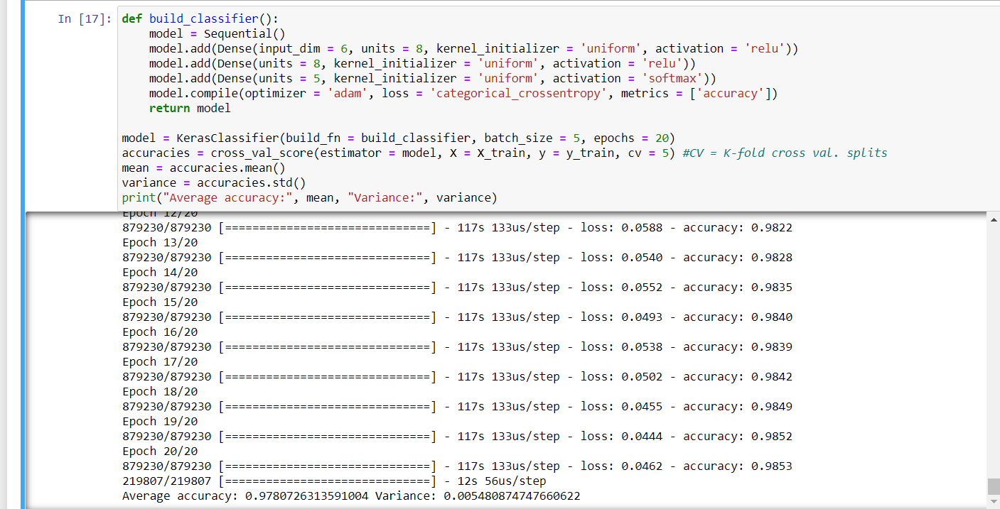 In [17]: def build_classifier():
    model = Sequential()
    model.add(Dense(input_dim = 6, units = 8, kernel_initializer = 'uniform', activation = 'relu'))
    model.add(Dense(units = 8, kernel_initializer = 'uniform', activation = 'relu'))
    model.add(Dense(units = 5, kernel_initializer = 'uniform', activation = 'softmax'))
    model.compile(optimizer = 'adam', loss = 'categorical_crossentropy', metrics = ['accuracy'])
    return model
model = KerasClassifier(build_fn = build_classifier, batch_size = 5, epochs = 20)
accuracies = cross_val_score(estimator = model, X = X_train, y = y_train, cv = 5) #CV = K-fold cross val. splits
mean = accuracies.mean()
variance = accuracies.std()
print("Average accuracy:", mean, "Variance:", variance)
Epoch 12/20
879230/879230 [==============================] - 117s 133us/step - loss: 0.0588 - accuracy: 0.9822
Epoch 13/20
879230/879230 [==============================] - 117s 133us/step - loss: 0.0540 - accuracy: 0.9828
Epoch 14/20
879230/879230 [==============================] - 117s 133us/step - loss: 0.0552 - accuracy: 0.9835
Epoch 15/20
879230/879230 [==============================] - 117s 133us/step - loss: 0.0493 - accuracy: 0.9840
Epoch 16/20
879230/879230 [==============================] - 117s 133us/step - loss: 0.0538 - accuracy: 0.9839
Epoch 17/20
879230/879230 [==============================] - 117s 133us/step - loss: 0.0502 - accuracy: 0.9842
Epoch 18/20
879230/879230 [==============================] - 117s 133us/step - loss: 0.0455 - accuracy: 0.9849
Epoch 19/20
879230/879230 [==============================] - 117s 133us/step - loss: 0.0444 - accuracy: 0.9852
Epoch 20/20
879230/879230 [==============================] - 117s 133us/step - loss: 0.0462 - accuracy: 0.9853
219807/219807 [==============================] - 12s 56us/step
Average accuracy: 0.9780726313591004 Variance: 0.005480874747660622